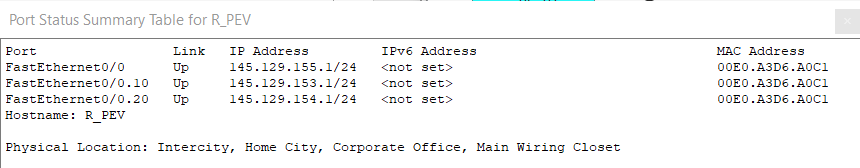 Port Status Summary Table for R_PEV
Port Link IP Address IPv6 Address MAC Address
FastEthernet0/0 Up 145.129.155.1/24 <not set> 00E0.A3D6.A0C1
FastEthernet0/0.10 Up 145.129.153.1/24 <not set> 00E0.A3D6.A0C1
FastEthernet0/0.20 Up 145.129.154.1/24 <not set> 00E0.A3D6.A0C1
Hostname: R_PEV
Physical Location: Intercity, Home City, Corporate Office, Main Wiring Closet